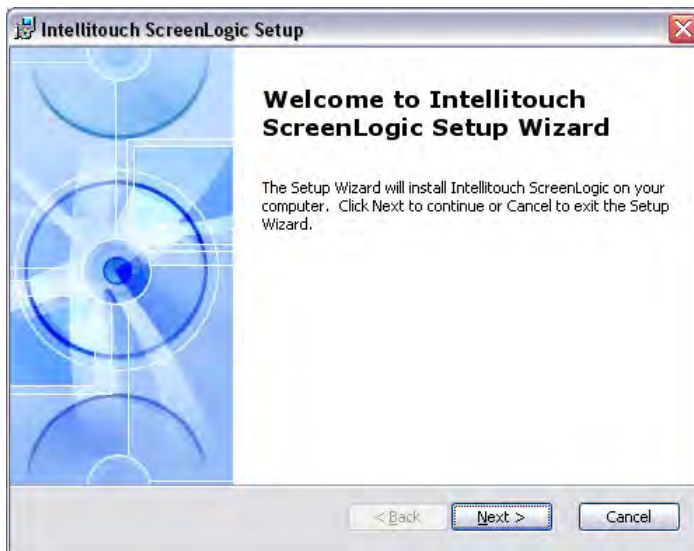 Intellitouch ScreenLogic Setup
Welcome to Intellitouch
ScreenLogic Setup Wizard
The Setup Wizard will install Intellitouch ScreenLogic on your
computer. Click Next to continue or Cancel to exit the Setup
Wizard.
< Back
Next >
Cancel